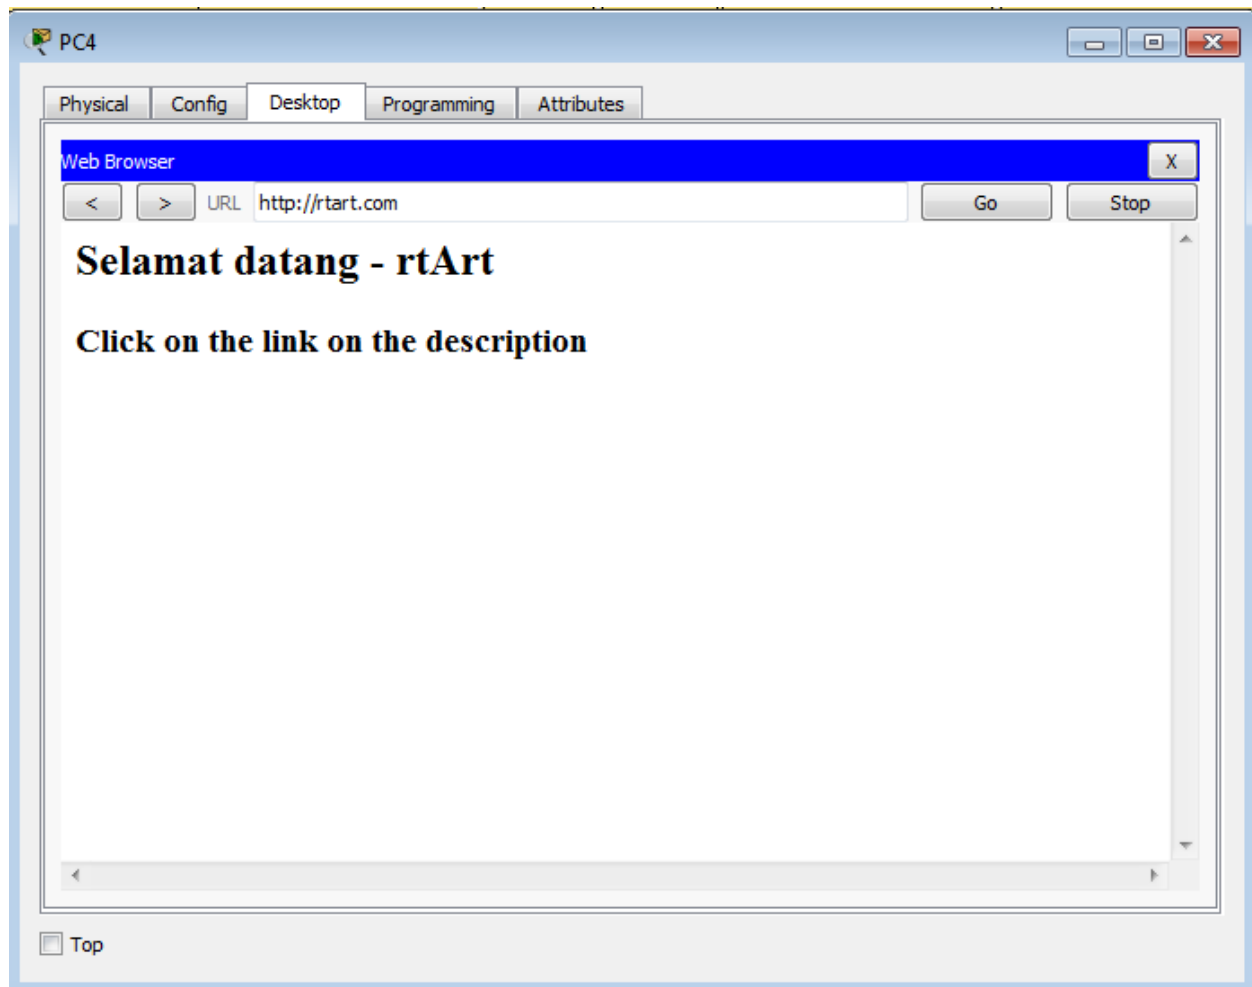 PC4
Physical Config Desktop Programming Attributes
Web Browser X
< > URL http://rtart.com Go Stop
Selamat datang - rtArt
Click on the link on the description
Top